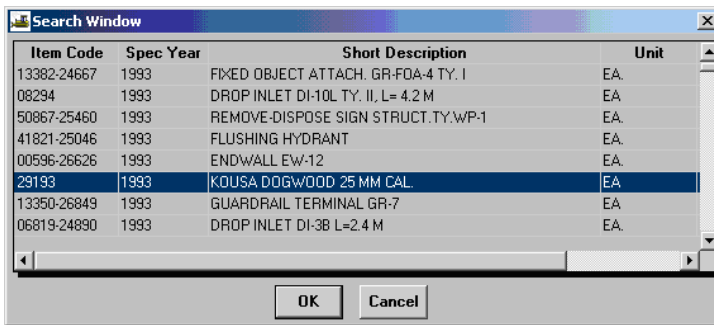 Search Window
Item Code Spec Year Short Description Unit
13382-24667 1993 FIXED OBJECT ATTACH. GR-FOA-4 TY. I EA.
08294 1993 DROP INLET DI-10L TY. II, L= 4.2 M EA.
50867-25460 1993 REMOVE-DISPOSE SIGN STRUCT.TY.WP-1 EA.
41821-25046 1993 FLUSHING HYDRANT EA.
00596-26626 1993 ENDWALL EW-12 EA.
29193 1993 KOUSA DOGWOOD 25 MM CAL. EA
13350-26849 1993 GUARDRAIL TERMINAL GR-7 EA
06819-24890 1993 DROP INLET DI-3B L=2.4 M EA.
OK Cancel